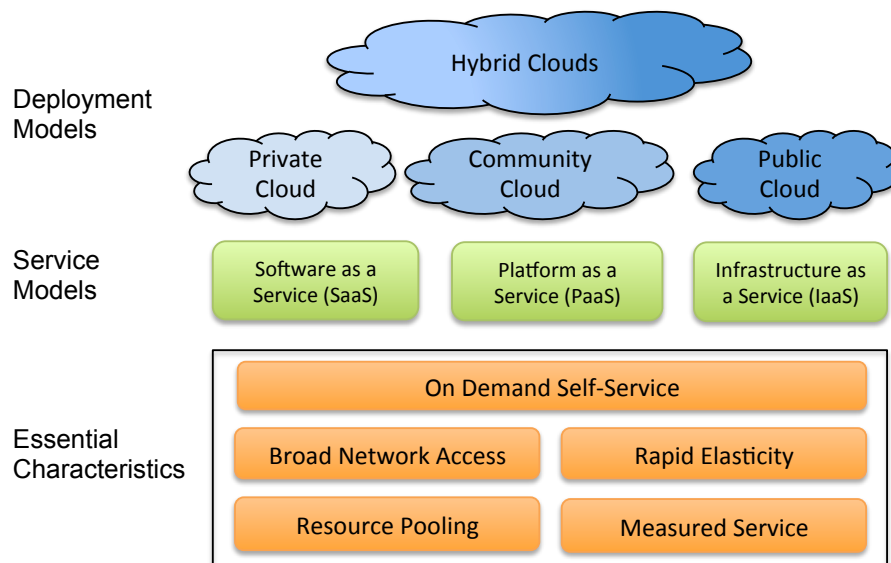 Hybrid Clouds
Deployment
Models
Private
Cloud
Community
Cloud
Public
Cloud
Service
Models
Software as a
Service (SaaS)
Platform as a
Service (PaaS)
Infrastructure as
a Service (IaaS)
On Demand Self-Service
Essential
Characteristics
Broad Network Access
Rapid Elasticity
Resource Pooling
Measured Service